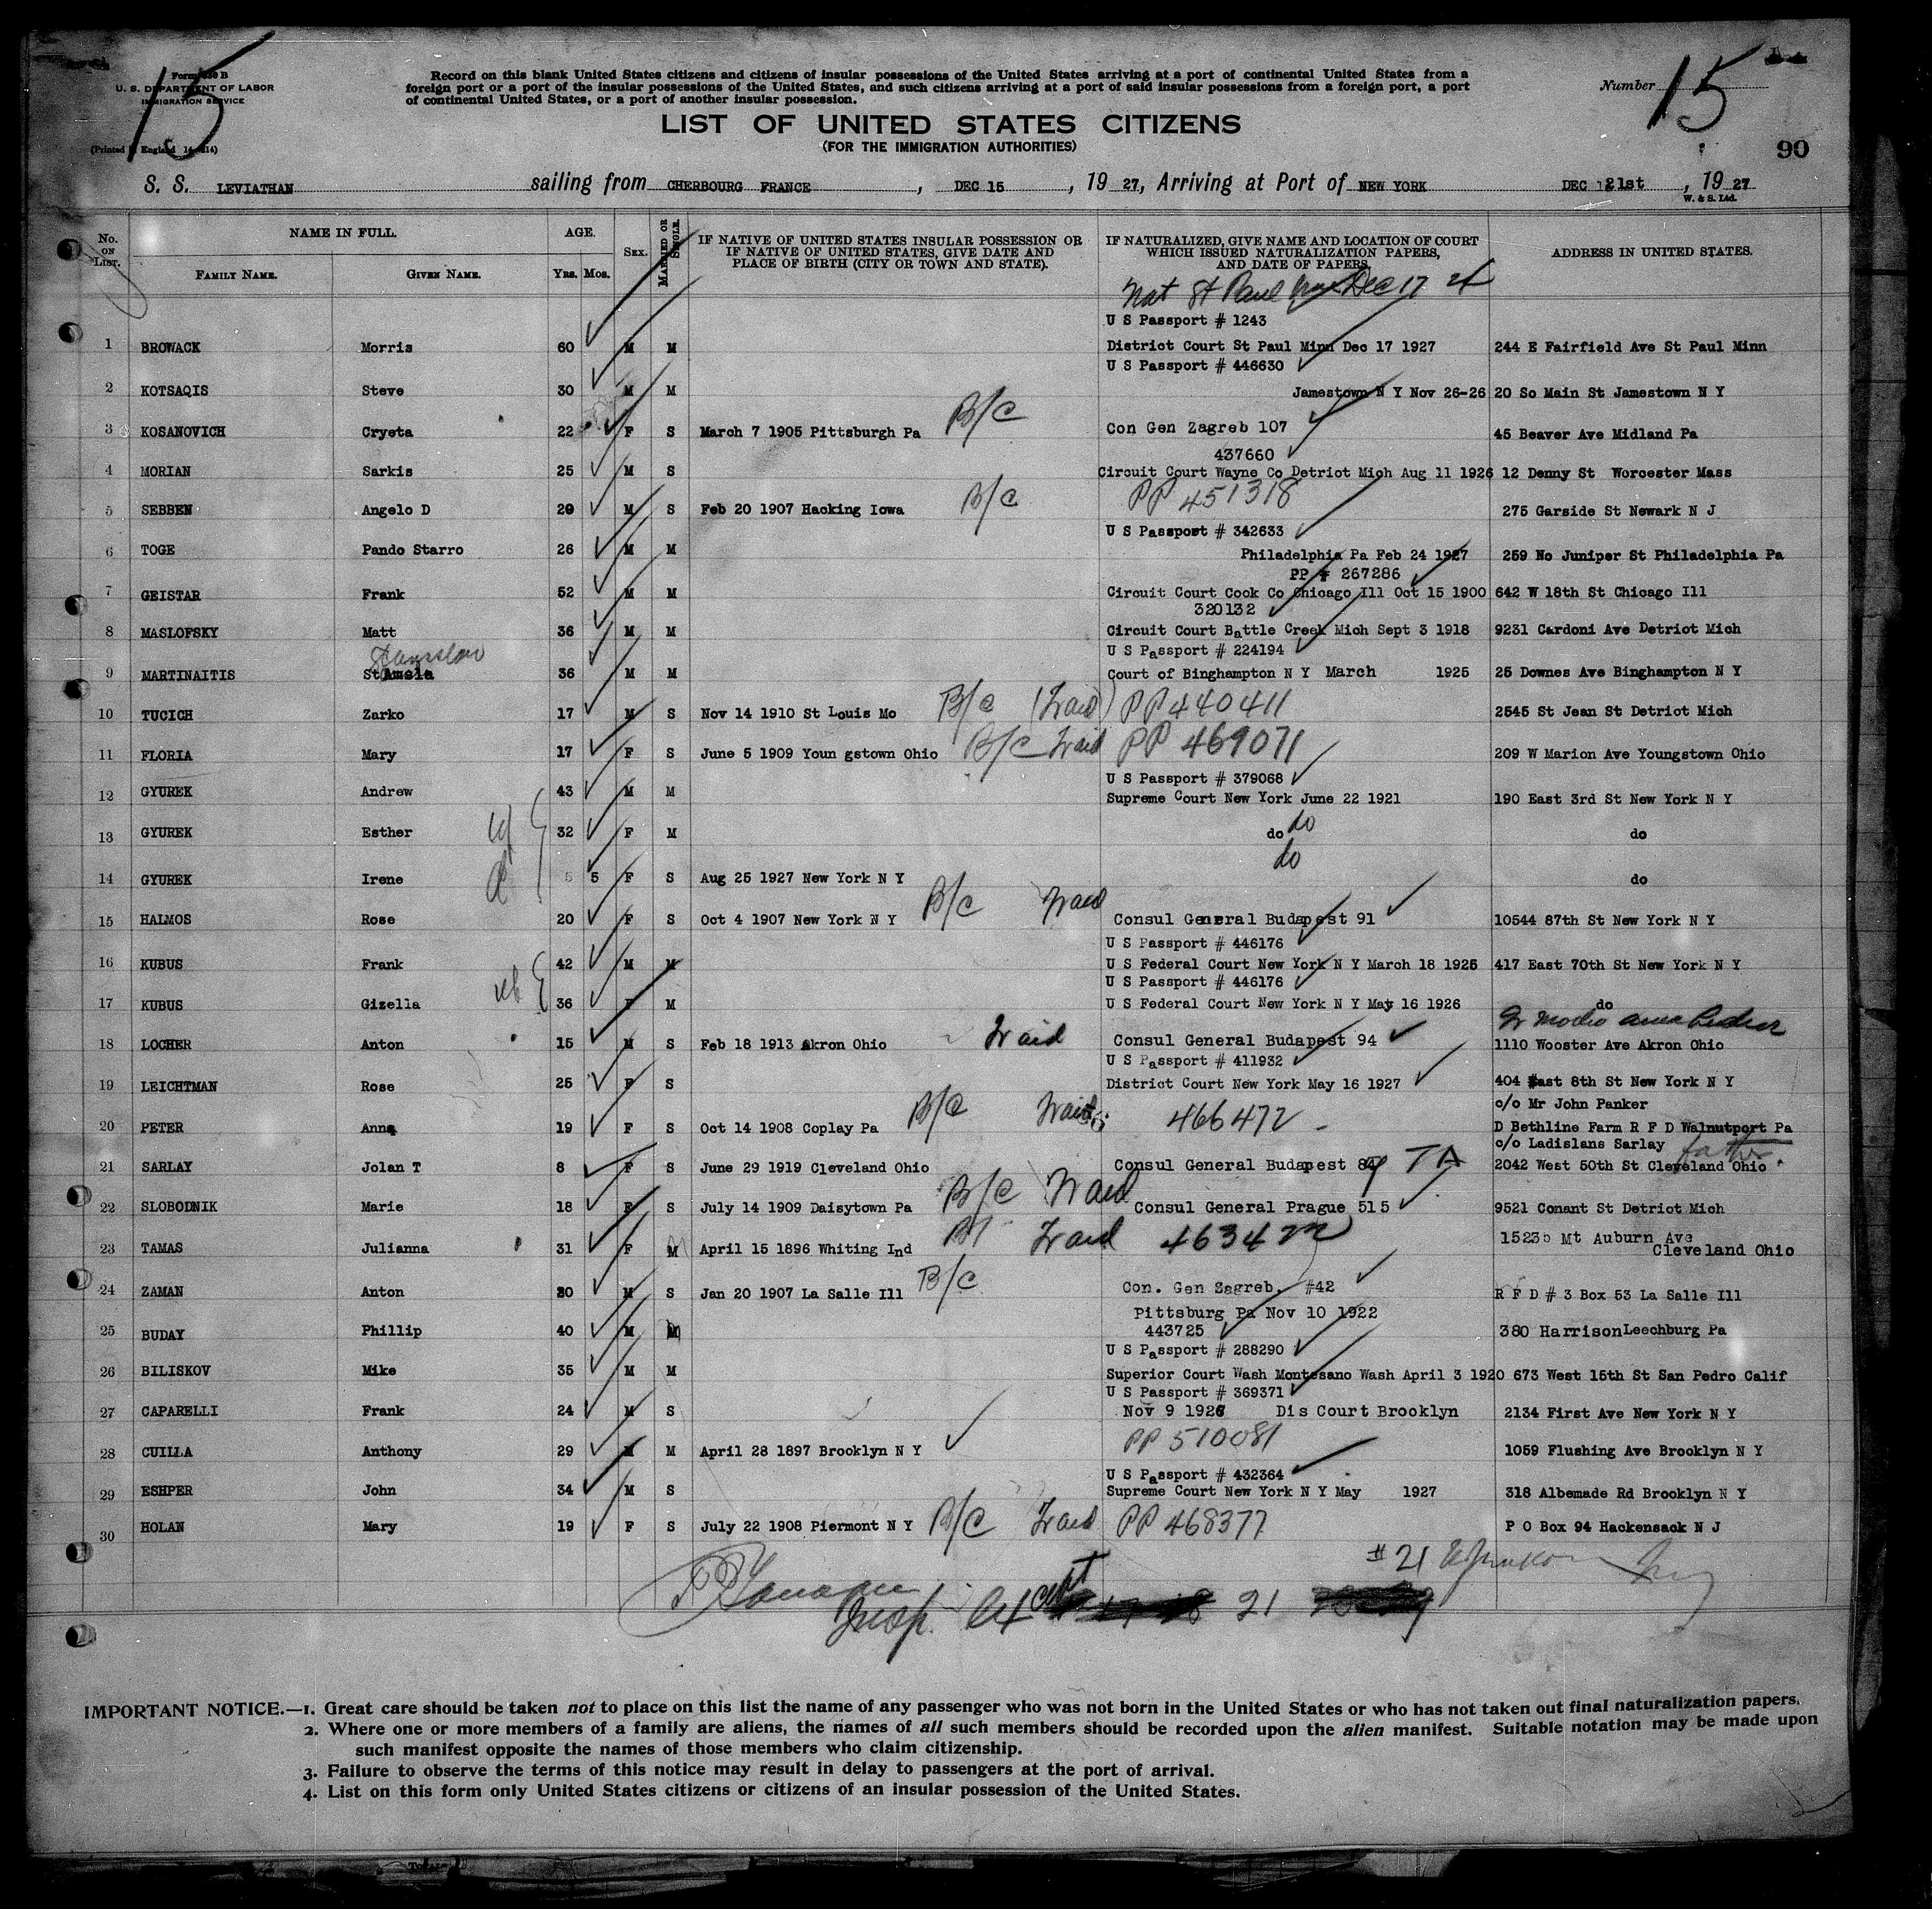 15
Form 630 B
U. S. DEPARTMENT OF LABOR
IMMIGRATION SERVICE
(Printed in England 14
Record on this blank United States citizens and citizens of insular possessions of the United States arriving at a port of continental United States from a
foreign port or a port of the insular possessions of the United States, and such citizens arriving at a port of said insular possessions from a foreign port, a port
of continental United States, or a port of another insular possession.
Number 15
90
LIST OF UNITED STATES CITIZENS
(FOR THE IMMIGRATION AUTHORITIES)
S. S. LEVIATHAN sailing from CHERBOURG FRANCE, DEC 15, 1927, Arriving at Port of NEW YORK DEC 21st, 1927
W. & S. Ltd.
No. ON LIST. NAME IN FULL. AGE. SEX. MARRIED OR SINGLE. IF NATIVE OF UNITED STATES INSULAR POSSESSION OR IF NATIVE OF UNITED STATES, GIVE DATE AND PLACE OF BIRTH (CITY OR TOWN AND STATE). IF NATURALIZED, GIVE NAME AND LOCATION OF COURT WHICH ISSUED NATURALIZATION PAPERS, AND DATE OF PAPERS. ADDRESS IN UNITED STATES.
FAMILY NAME. GIVEN NAME. Yrs. Mos.
Nat St Paul Dec 17
U S Passport # 1243
1 BROWACK Morris 60 M M District Court St Paul Minn Dec 17 1927 244 E Fairfield Ave St Paul Minn
U S Passport # 446630
2 KOTSAQIS Steve 30 M M Jamestown N Y Nov 26-26 20 So Main St Jamestown N Y
3 KOSANOVICH Cryeta 22 F S March 7 1905 Pittsburgh Pa B/C Con Gen Zagreb 107 45 Beaver Ave Midland Pa
437660
4 MORIAN Sarkis 25 M S Circuit Court Wayne Co Detriot Mich Aug 11 1926 12 Denny St Worcester Mass
5 SEBBEN Angelo D 20 M S Feb 20 1907 Hacking Iowa B/C PP 451318 275 Garside St Newark N J
U S Passport # 342633
6 TOGE Pando Starro 26 M M Philadelphia Pa Feb 24 1927 259 No Juniper St Philadelphia Pa
PP # 267286
7 GEISTAR Frank 52 M M Circuit Court Cook Co Chicago Ill Oct 15 1900 642 W 18th St Chicago Ill
320132
8 MASLOFSKY Matt 36 M M Circuit Court Battle Creek Mich Sept 3 1918 9231 Cardoni Ave Detriot Mich
Stanislaw
U S Passport # 224194
9 MARTINAITIS 36 M M Court of Binghampton N Y March 1925 25 Downes Ave Binghampton N Y
10 TUCICH Zarko 17 M S Nov 14 1910 St Louis Mo B/C PP 440411 2545 St Jean St Detriot Mich
11 FLORIA Mary 17 F S June 5 1909 Youn gstown Ohio B/C PP 469071 209 W Marion Ave Youngstown Ohio
U S Passport # 379068
12 GYUREK Andrew 43 M M Supreme Court New York June 22 1921 190 East 3rd St New York N Y
13 GYUREK Esther 32 F M do do do
do
14 GYUREK Irene 5 F S Aug 25 1927 New York N Y do
15 HALMOS Rose 20 F S Oct 4 1907 New York N Y B/C Consul General Budapest 91 10544 87th St New York N Y
U S Passport # 446176
16 KUBUS Frank 42 M M U S Federal Court New York N Y March 18 1925 417 East 70th St New York N Y
U S Passport # 446176
17 KUBUS Gizella 36 F M U S Federal Court New York N Y May 16 1926 do
18 LOCHER Anton 15 M S Feb 18 1913 Akron Ohio Consul General Budapest 94 1110 Wooster Ave Akron Ohio
U S Passport # 411932
19 LEICHTMAN Rose 25 F S District Court New York May 16 1927 404 East 8th St New York N Y
c/o Mr John Panker
20 PETER Anna 19 F S Oct 14 1908 Coplay Pa B/C 466472 D Bethline Farm R F D Walnutport Pa
c/o Ladislans Sarlay father
21 SARLAY Jolan T 8 F S June 29 1919 Cleveland Ohio Consul General Budapest TA 2042 West 50th St Cleveland Ohio
22 SLOBODNIK Marie 18 F S July 14 1909 Daisytown Pa B/C Consul General Prague 515 9521 Conant St Detriot Mich
23 TAMAS Julianna 31 F M April 15 1896 Whiting Ind 15235 Mt Auburn Ave
Cleveland Ohio
24 ZAMAN Anton 20 M S Jan 20 1907 La Salle Ill B/C Con. Gen Zagreb. #42 R F D # 3 Box 53 La Salle Ill
Pittsburg Pa Nov 10 1922
25 BUDAY Phillip 40 M M 443725 380 Harrison Leechburg Pa
U S Passport # 288290
26 BILISKOV Mike 35 M M Superior Court Wash Montesano Wash April 3 1920 673 West 15th St San Pedro Calif
U S Passport # 369371
27 CAPARELLI Frank 24 M S Nov 9 1926 Dis Court Brooklyn 2134 First Ave New York N Y
28 CUILLA Anthony 29 M M April 28 1897 Brooklyn N Y PP 510081 1059 Flushing Ave Brooklyn N Y
U S Passport # 432364
29 ESHPER John 34 M S Supreme Court New York N Y May 1927 318 Albemade Rd Brooklyn N Y
30 HOLAN Mary 19 F S July 22 1908 Piermont N Y B/C PP 468377 P O Box 94 Hackensack N J
#21
Insp. 21
IMPORTANT NOTICE.—1. Great care should be taken not to place on this list the name of any passenger who was not born in the United States or who has not taken out final naturalization papers.
2. Where one or more members of a family are aliens, the names of all such members should be recorded upon the alien manifest. Suitable notation may be made upon
such manifest opposite the names of those members who claim citizenship.
3. Failure to observe the terms of this notice may result in delay to passengers at the port of arrival.
4. List on this form only United States citizens or citizens of an insular possession of the United States.